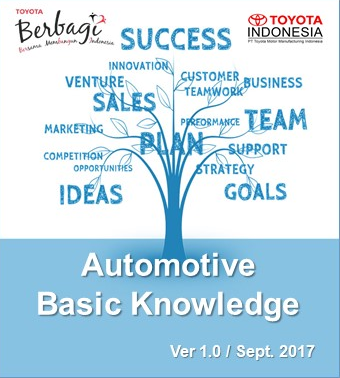 TOYOTA
Berbagi
Bersama Membangun Indonesia
TOYOTA
INDONESIA
PT Toyota Motor Manufacturing Indonesia
SUCCESS
INNOVATION
CUSTOMER
VENTURE
TEAMWORK
BUSINESS
SALES
MARKETING
PERFORMANCE
TEAM
PLAN
COMPETITION
SUPPORT
OPPORTUNITIES
STRATEGY
IDEAS
GOALS
Automotive
Basic Knowledge
Ver 1.0 / Sept. 2017